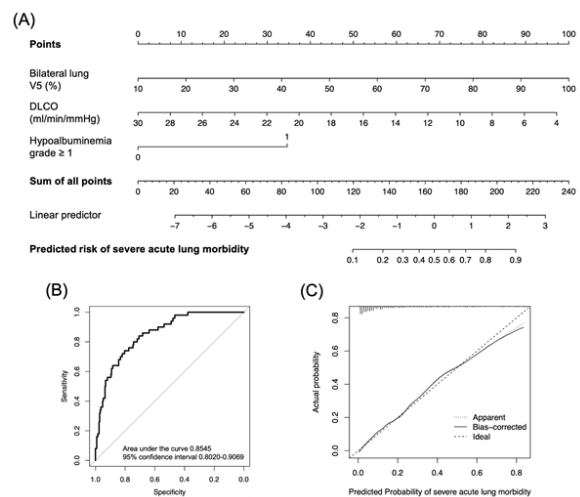 (A)
Points
0 10 20 30 40 50 60 70 80 90 100
Bilateral lung
V5 (%)
10 20 30 40 50 60 70 80 90 100
DLCO
(ml/min/mmHg)
30 28 26 24 22 20 18 16 14 12 10 8 6 4
Hypoalbuminemia
grade ≥ 1
1
0
Sum of all points
0 20 40 60 80 100 120 140 160 180 200 220 240
Linear predictor
−7 −6 −5 −4 −3 −2 −1 0 1 2 3
Predicted risk of severe acute lung morbidity
0.1 0.2 0.3 0.4 0.5 0.6 0.7 0.8 0.9
(B)
Sensitivity
1.0
0.8
0.6
0.4
0.2
0.0
Area under the curve 0.8545
95% confidence interval 0.8020-0.9069
1.0 0.8 0.6 0.4 0.2 0.0
Specificity
(C)
Actual probability
0.8
0.6
0.4
0.2
0.0
Apparent
Bias−corrected
Ideal
0.0 0.2 0.4 0.6 0.8
Predicted Probability of severe acute lung morbidity